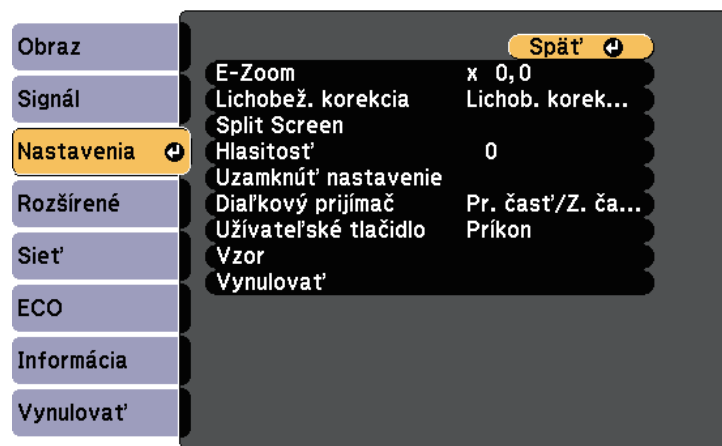 Obraz
Signál
Nastavenia
Rozšírené
Sieť
ECO
Informácia
Vynulovať
Späť
E-Zoom x 0,0
Lichobež. korekcia Lichob. korek...
Split Screen
Hlasitosť 0
Uzamknúť nastavenie
Diaľkový prijímač Pr. časť/Z. ča...
Užívateľské tlačidlo Príkon
Vzor
Vynulovať